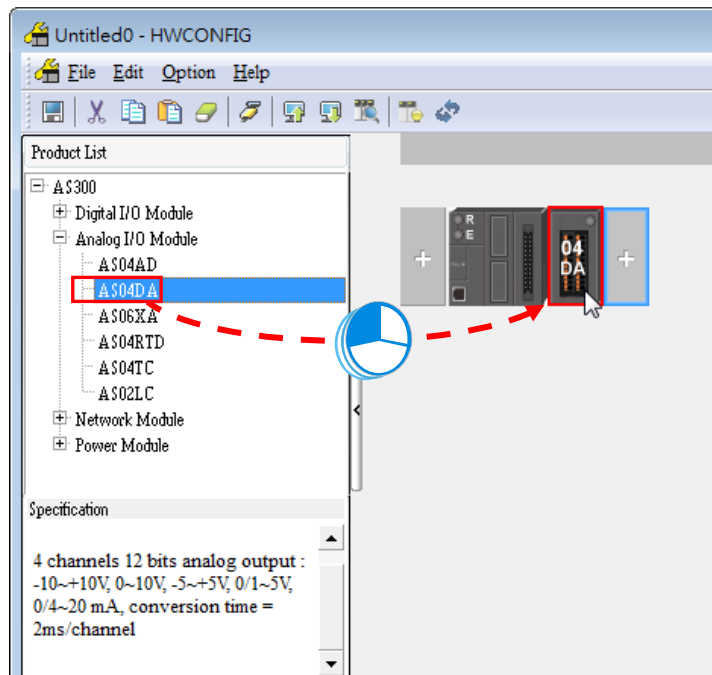 Untitled0 - HWCONFIG
File Edit Option Help
Product List
AS300
Digital I/O Module
Analog I/O Module
AS04AD
AS04DA
AS06XA
AS04RTD
AS04TC
AS02LC
Network Module
Power Module
R
E
04
DA
Specification
4 channels 12 bits analog output :
-10~+10V, 0~10V, -5~+5V, 0/1~5V,
0/4~20 mA, conversion time =
2ms/channel